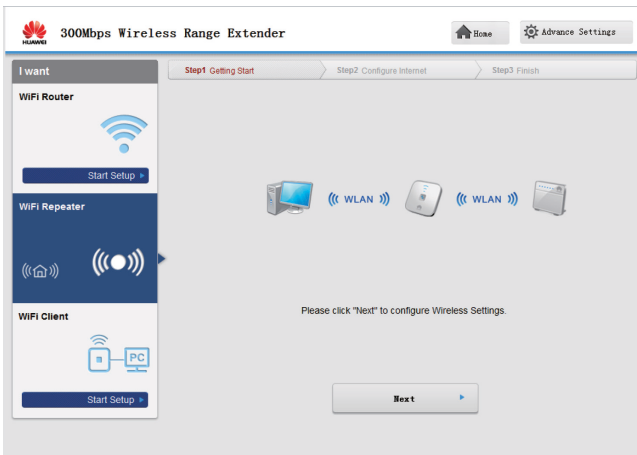 HUAWEI
300Mbps Wireless Range Extender
Home
Advance Settings
I want
Step1 Getting Start
Step2 Configure Internet
Step3 Finish
WiFi Router
Start Setup
WiFi Repeater
((( WLAN )))
((( WLAN )))
WiFi Client
PC
Start Setup
Please click "Next" to configure Wireless Settings.
Next